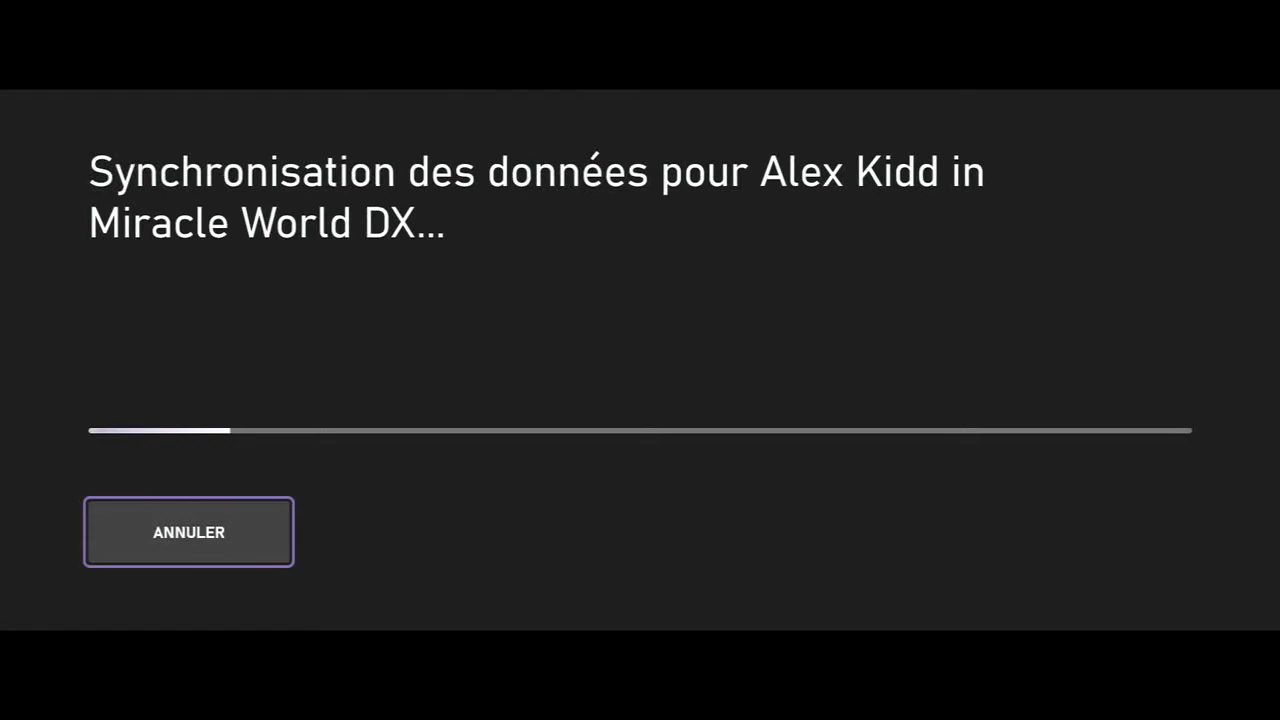 Synchronisation des données pour Alex Kidd in
Miracle World DX...
ANNULER